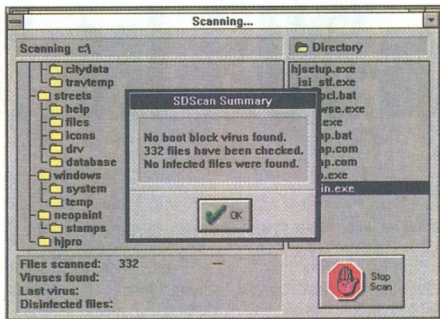 Scanning...
Scanning c:\
citydata
travtemp
streets
help
files
icons
drv
database
windows
system
temp
neopaint
stamps
hjpro
Directory
hjsetup.exe
_isi_stf.exe
SDScan Summary
No boot block virus found.
332 files have been checked.
No infected files were found.
OK
Files scanned: 332
Viruses found:
Last virus:
Disinfected files:
Stop
Scan